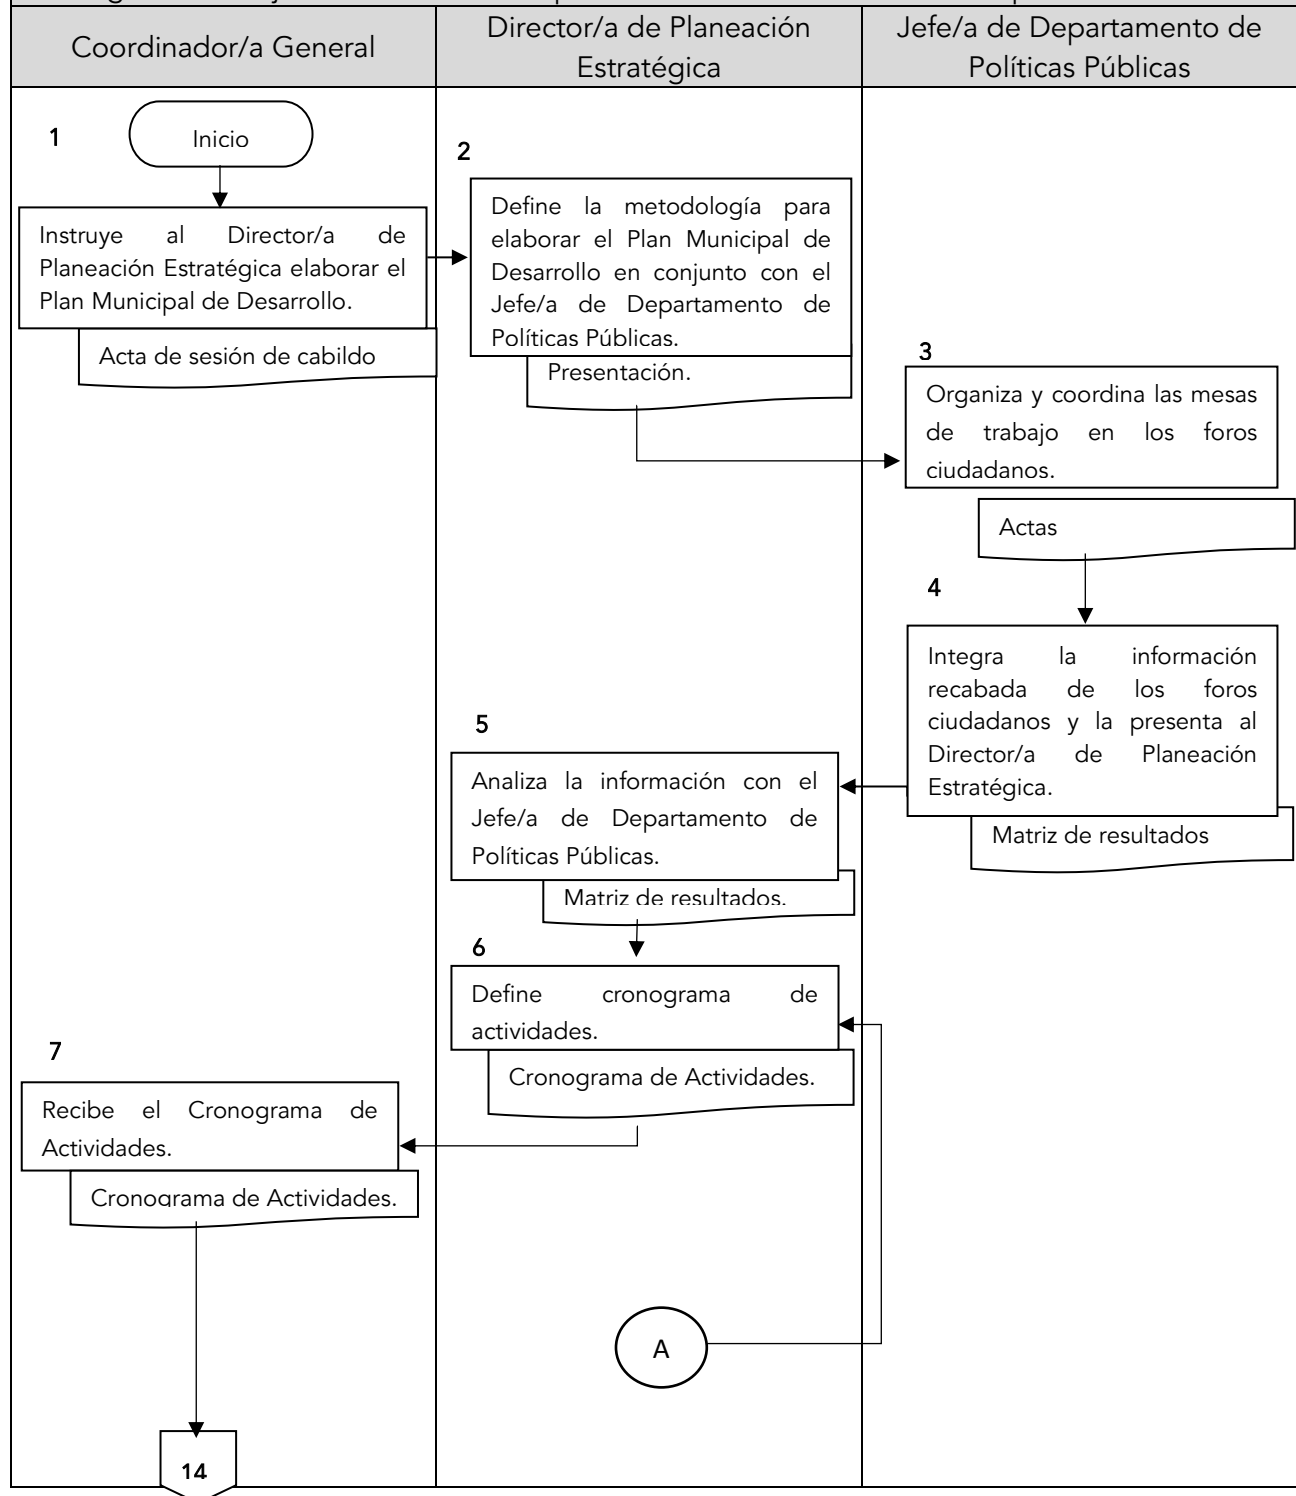 Coordinador/a General
Director/a de Planeación
Estratégica
Jefe/a de Departamento de
Políticas Públicas
1
Inicio
Instruye al Director/a de
Planeación Estratégica elaborar el
Plan Municipal de Desarrollo.
Acta de sesión de cabildo
2
Define la metodología para
elaborar el Plan Municipal de
Desarrollo en conjunto con el
Jefe/a de Departamento de
Políticas Públicas.
Presentación.
3
Organiza y coordina las mesas
de trabajo en los foros
ciudadanos.
Actas
4
Integra la información
recabada de los foros
ciudadanos y la presenta al
Director/a de Planeación
Estratégica.
Matriz de resultados
5
Analiza la información con el
Jefe/a de Departamento de
Políticas Públicas.
Matriz de resultados.
6
Define cronograma de
actividades.
Cronograma de Actividades.
7
Recibe el Cronograma de
Actividades.
Cronograma de Actividades.
A
14